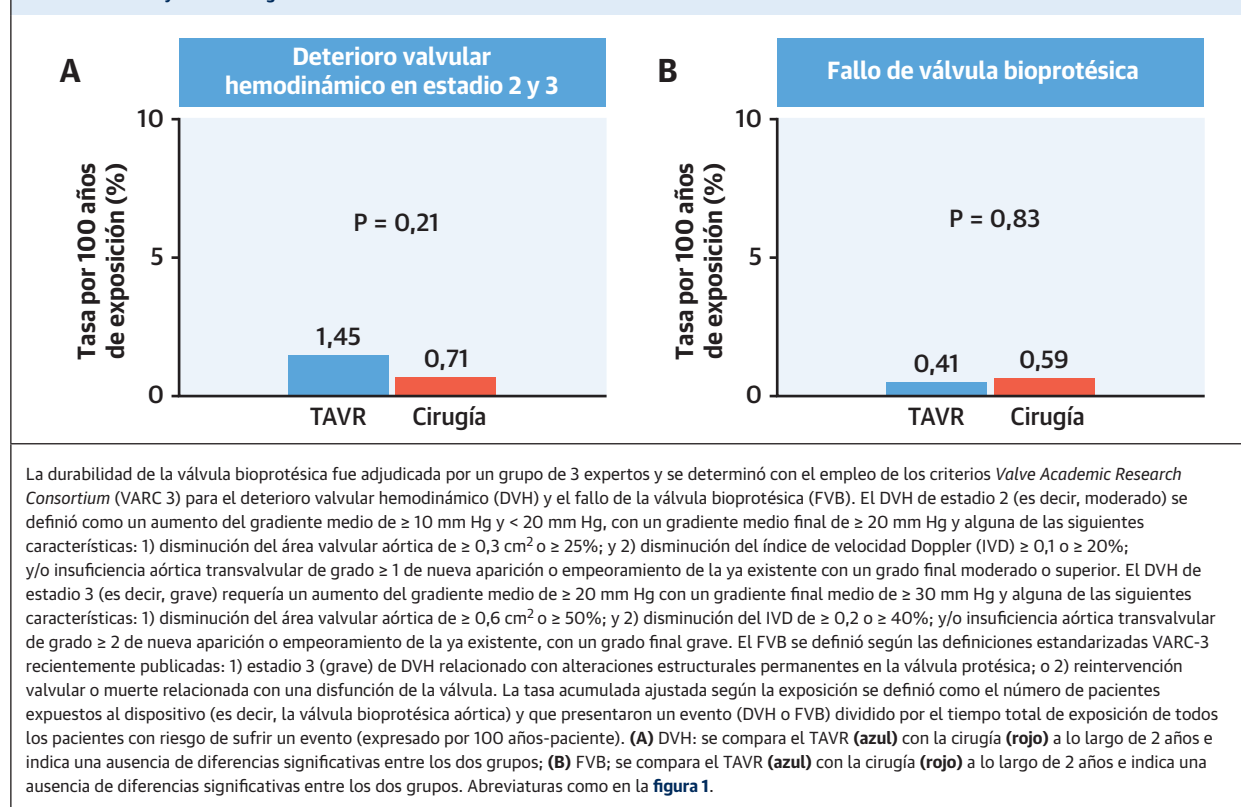 A
Deterioro valvular
hemodinámico en estadio 2 y 3
Tasa por 100 años
de exposición (%)
10
5
0
P = 0,21
1,45
0,71
TAVR
Cirugía
B
Fallo de válvula bioprotésica
Tasa por 100 años
de exposición (%)
10
5
0
P = 0,83
0,41
0,59
TAVR
Cirugía
La durabilidad de la válvula bioprotésica fue adjudicada por un grupo de 3 expertos y se determinó con el empleo de los criterios Valve Academic Research
Consortium (VARC 3) para el deterioro valvular hemodinámico (DVH) y el fallo de la válvula bioprotésica (FVB). El DVH de estadio 2 (es decir, moderado) se
definió como un aumento del gradiente medio de ≥ 10 mm Hg y < 20 mm Hg, con un gradiente medio final de ≥ 20 mm Hg y alguna de las siguientes
características: 1) disminución del área valvular aórtica de ≥ 0,3 cm² o ≥ 25%; y 2) disminución del índice de velocidad Doppler (IVD) ≥ 0,1 o ≥ 20%;
y/o insuficiencia aórtica transvalvular de grado ≥ 1 de nueva aparición o empeoramiento de la ya existente con un grado final moderado o superior. El DVH de
estadio 3 (es decir, grave) requería un aumento del gradiente medio de ≥ 20 mm Hg con un gradiente final medio de ≥ 30 mm Hg y alguna de las siguientes
características: 1) disminución del área valvular aórtica de ≥ 0,6 cm² o ≥ 50%; y 2) disminución del IVD de ≥ 0,2 o ≥ 40%; y/o insuficiencia aórtica transvalvular
de grado ≥ 2 de nueva aparición o empeoramiento de la ya existente, con un grado final grave. El FVB se definió según las definiciones estandarizadas VARC-3
recientemente publicadas: 1) estadio 3 (grave) de DVH relacionado con alteraciones estructurales permanentes en la válvula protésica; o 2) reintervención
valvular o muerte relacionada con una disfunción de la válvula. La tasa acumulada ajustada según la exposición se definió como el número de pacientes
expuestos al dispositivo (es decir, la válvula bioprotésica aórtica) y que presentaron un evento (DVH o FVB) dividido por el tiempo total de exposición de todos
los pacientes con riesgo de sufrir un evento (expresado por 100 años-paciente). (A) DVH: se compara el TAVR (azul) con la cirugía (rojo) a lo largo de 2 años e
indica una ausencia de diferencias significativas entre los dos grupos; (B) FVB; se compara el TAVR (azul) con la cirugía (rojo) a lo largo de 2 años e indica una
ausencia de diferencias significativas entre los dos grupos. Abreviaturas como en la figura 1.